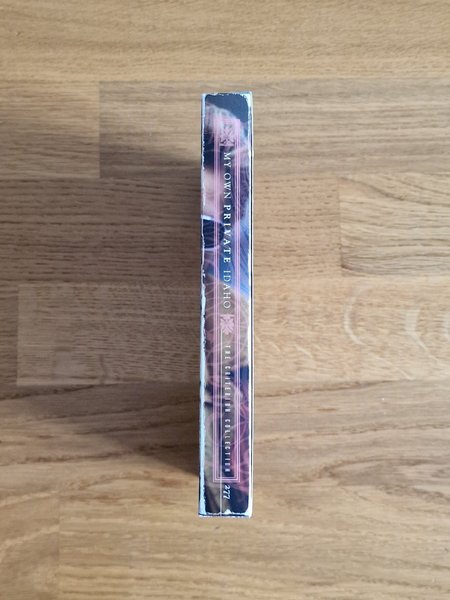 MY OWN PRIVATE IDAHO
THE CRITERION COLLECTION
277